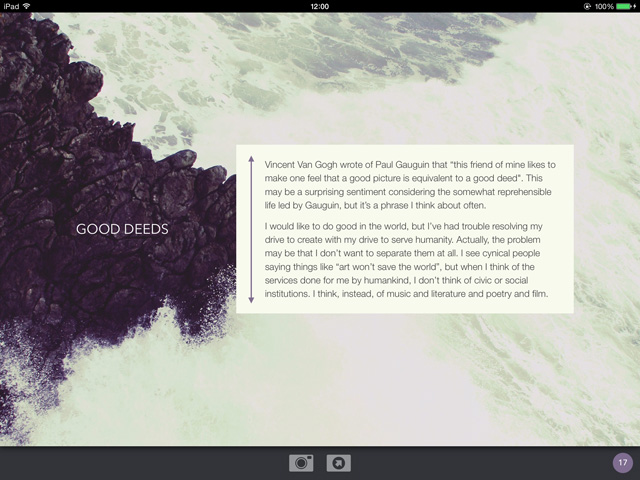 iPad
12:00
100%
GOOD DEEDS
Vincent Van Gogh wrote of Paul Gauguin that “this friend of mine likes to
make one feel that a good picture is equivalent to a good deed”. This
may be a surprising sentiment considering the somewhat reprehensible
life led by Gauguin, but it’s a phrase I think about often.
I would like to do good in the world, but I’ve had trouble resolving my
drive to create with my drive to serve humanity. Actually, the problem
may be that I don’t want to separate them at all. I see cynical people
saying things like “art won’t save the world”, but when I think of the
services done for me by humankind, I don’t think of civic or social
institutions. I think, instead, of music and literature and poetry and film.
17